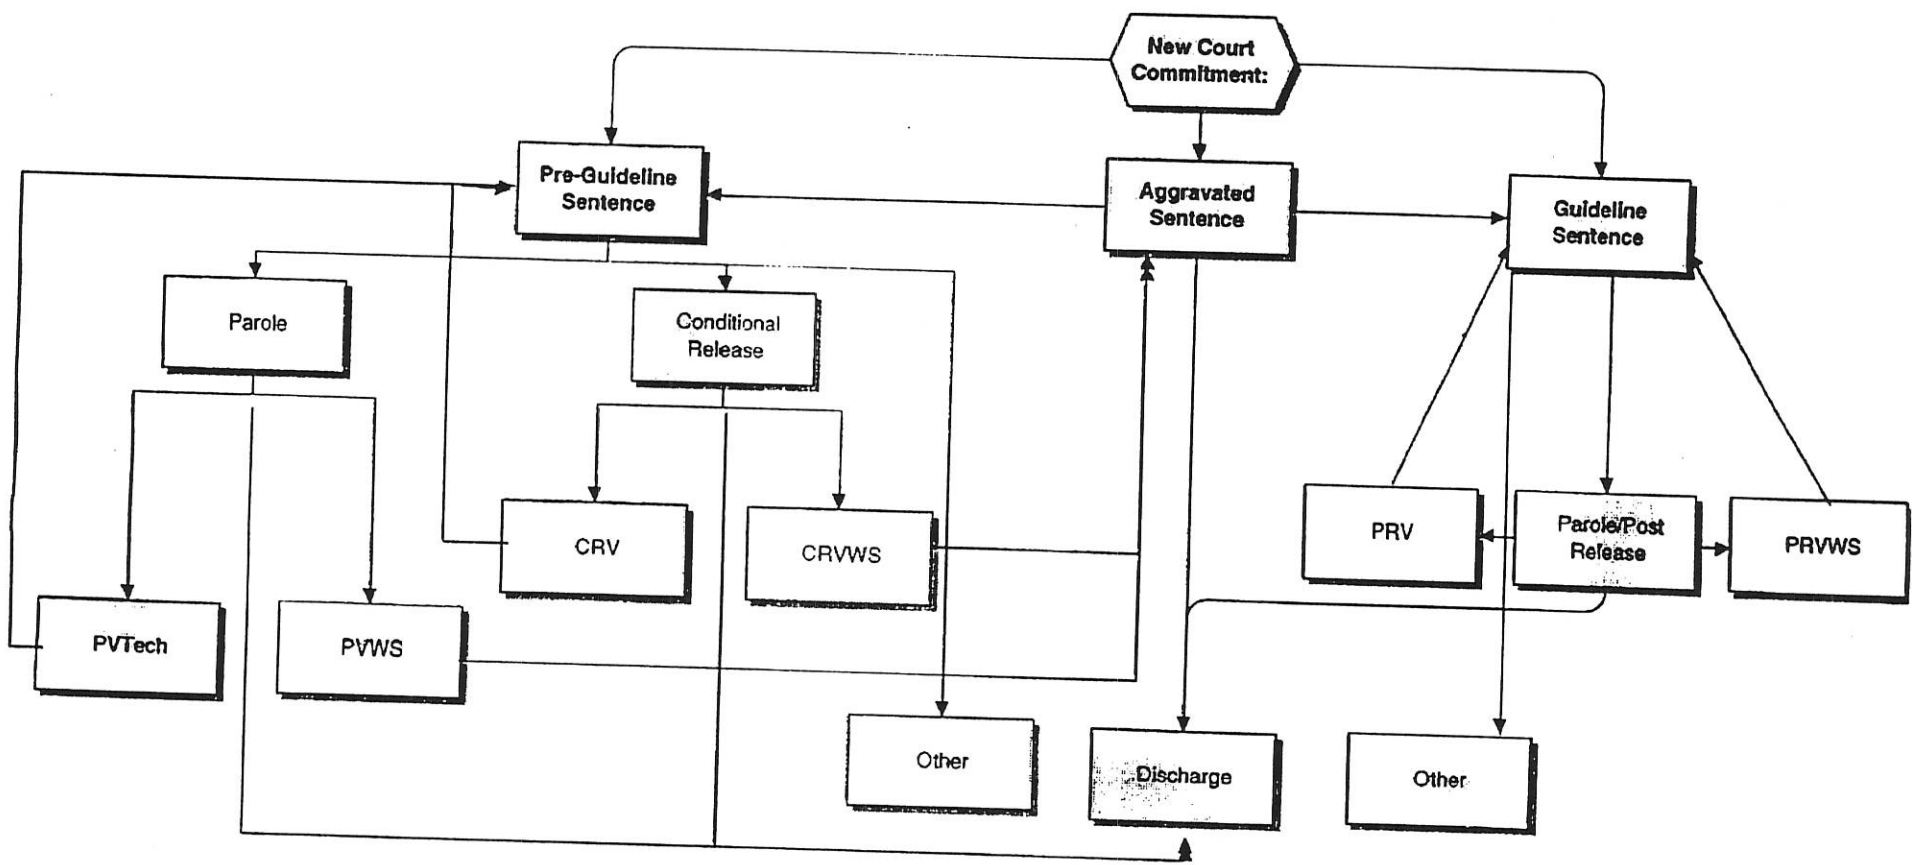 New Court
Commitment:
Pre-Guideline
Sentence
Aggravated
Sentence
Guideline
Sentence
Parole
Conditional
Release
CRV
CRVWS
PRV
Parole/Post
Release
PRVWS
PVTech
PVWS
Other
Discharge
Other